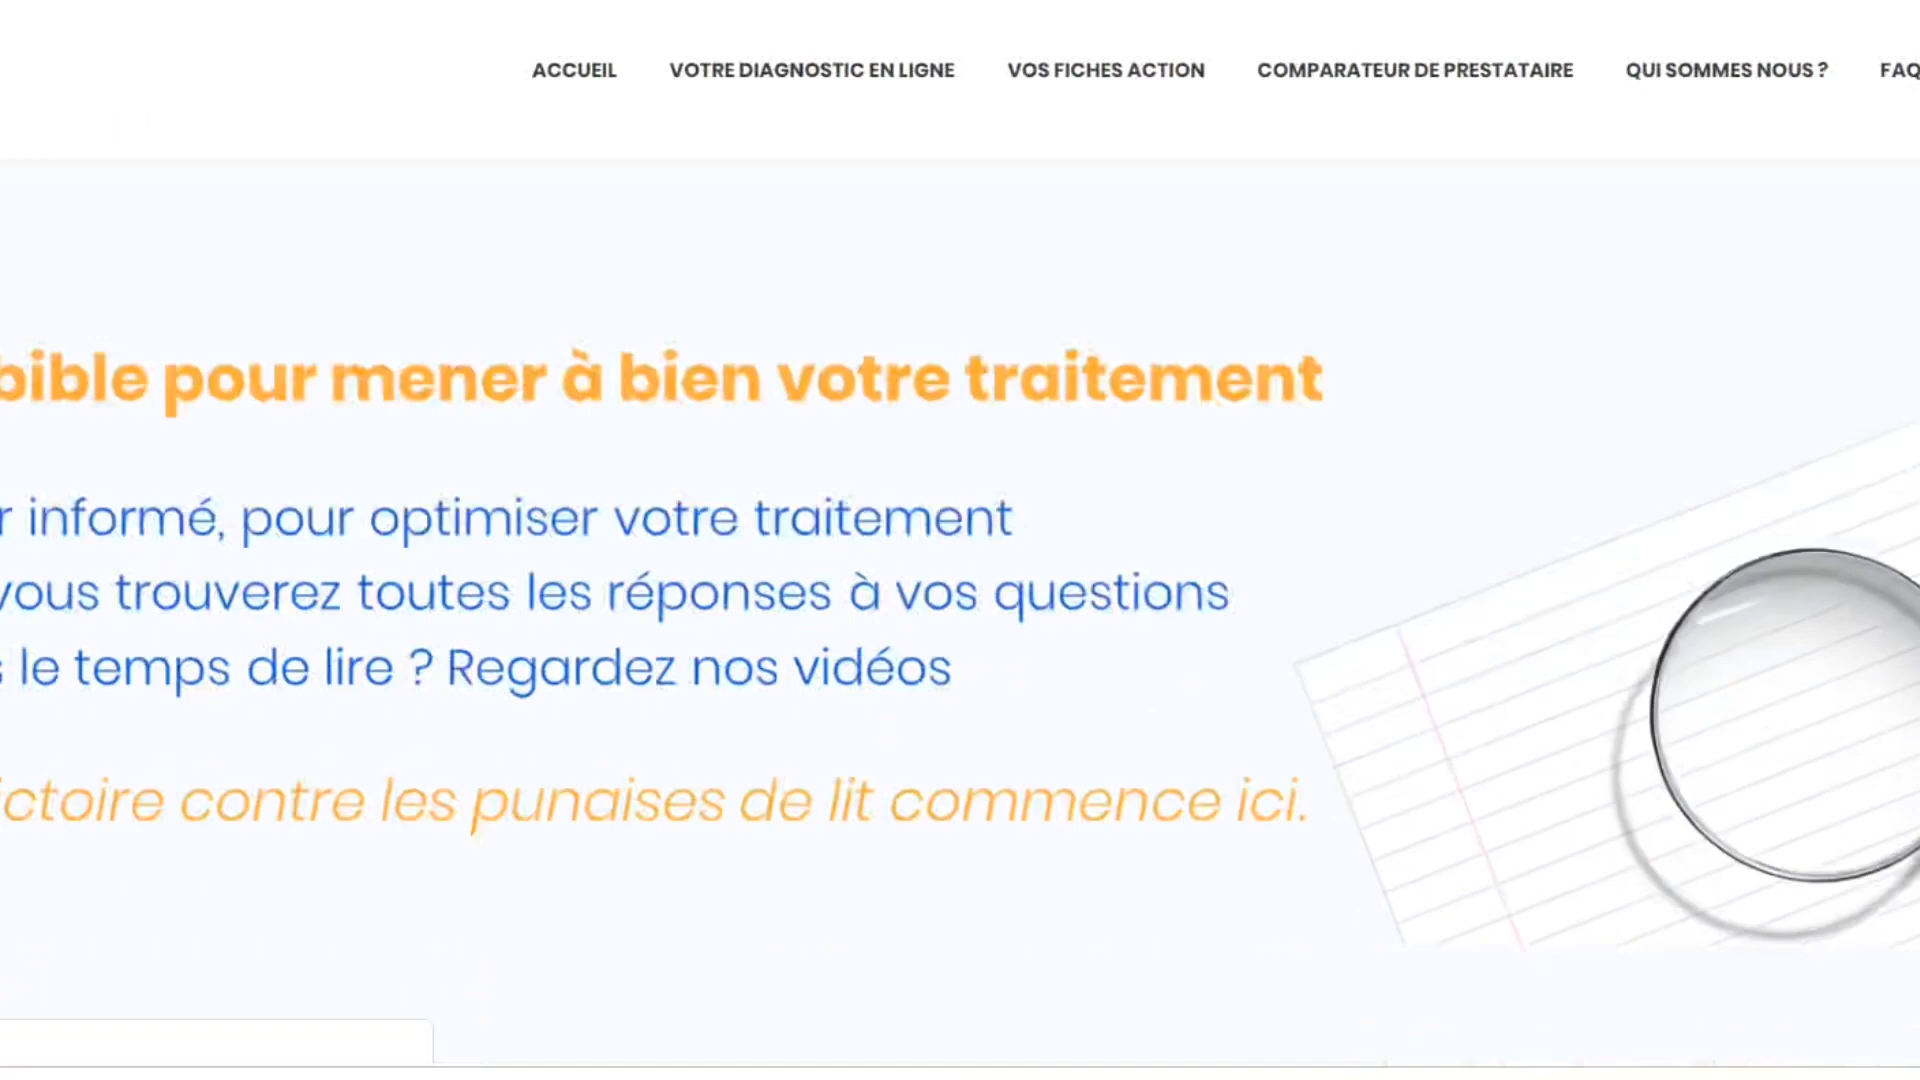 ACCUEIL VOTRE DIAGNOSTIC EN LIGNE VOS FICHES ACTION COMPARATEUR DE PRESTATAIRE QUI SOMMES NOUS ? FAQ
bible pour mener à bien votre traitement
r informé, pour optimiser votre traitement
vous trouverez toutes les réponses à vos questions
s le temps de lire ? Regardez nos vidéos
ictoire contre les punaises de lit commence ici.